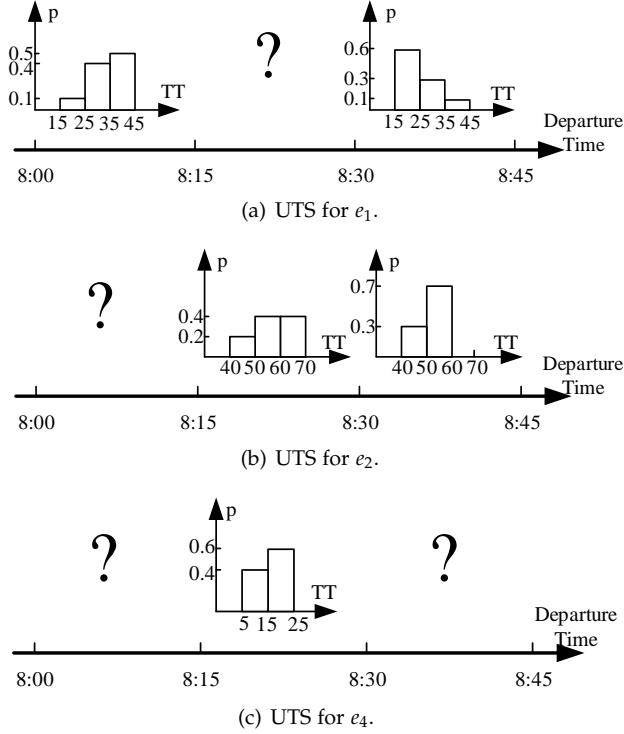 p
0.5
0.4
0.1
TT
15 25 35 45
?
p
0.6
0.3
0.1
TT
15 25 35 45
Departure
Time
8:00 8:15 8:30 8:45
(a) UTS for e1.
?
p
0.4
0.2
TT
40 50 60 70
p
0.7
0.3
TT
40 50 60 70
Departure
Time
8:00 8:15 8:30 8:45
(b) UTS for e2.
?
p
0.6
0.4
TT
5 15 25
?
Departure
Time
8:00 8:15 8:30 8:45
(c) UTS for e4.